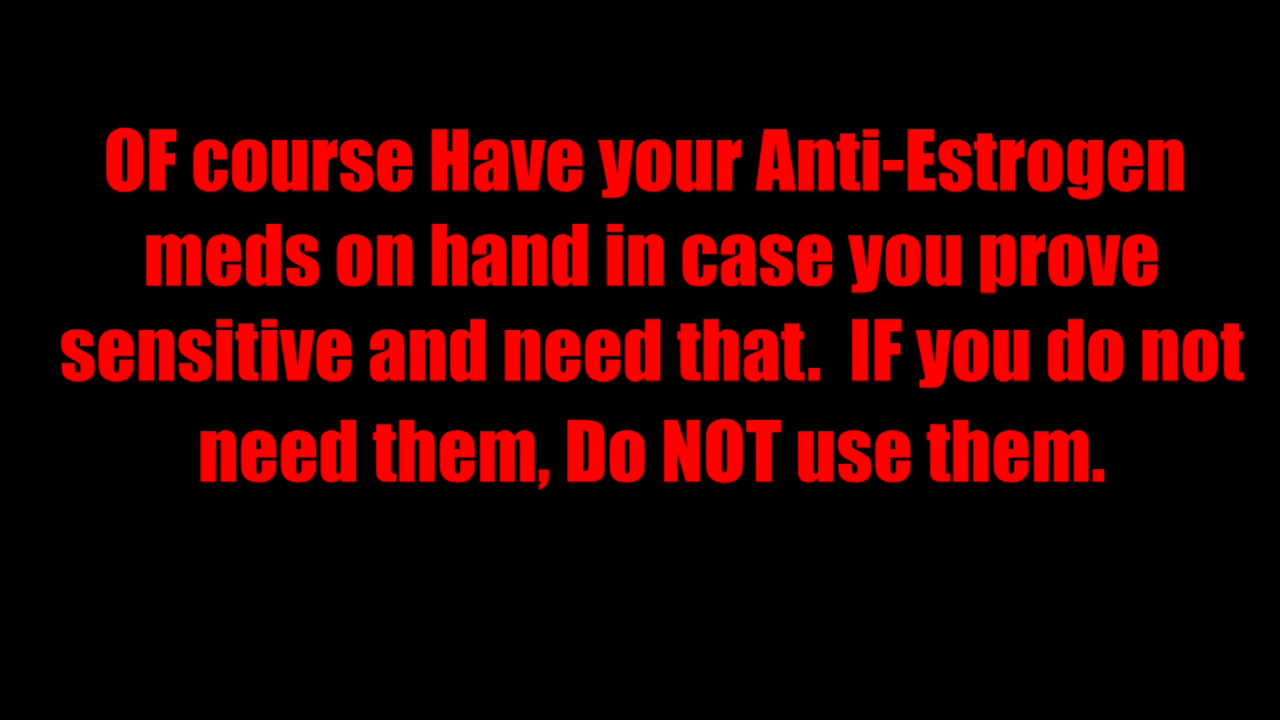 OF course Have your Anti-Estrogen
meds on hand in case you prove
sensitive and need that.  IF you do not
need them, Do NOT use them.